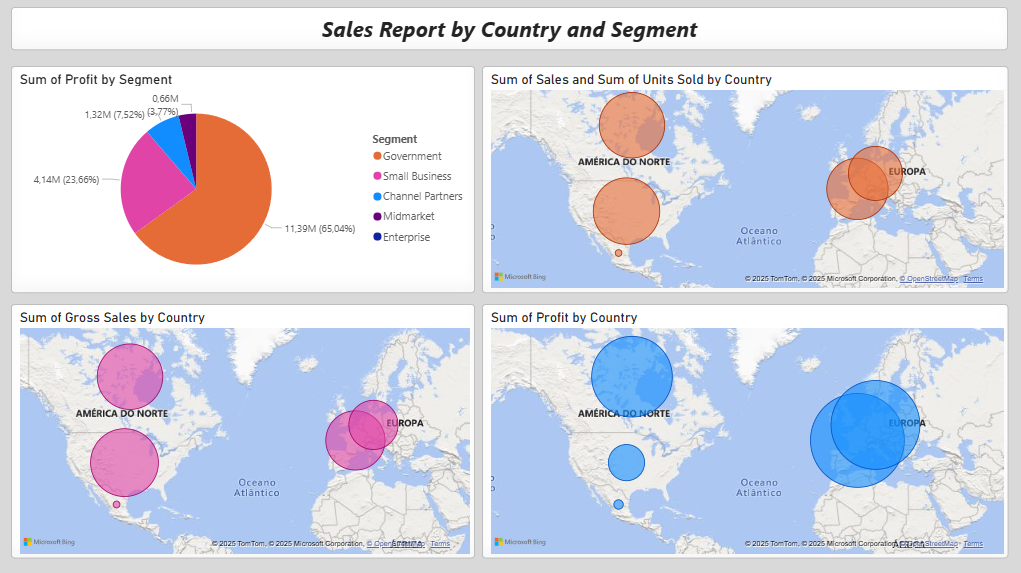 Sales Report by Country and Segment
Sum of Profit by Segment
0,66M
(3,77%)
1,32M (7,52%)
4,14M (23,66%)
11,39M (65,04%)
Segment
Government
Small Business
Channel Partners
Midmarket
Enterprise
Sum of Sales and Sum of Units Sold by Country
AMÉRICA DO NORTE
EUROPA
Oceano
Atlântico
Microsoft Bing
© 2025 TomTom, © 2025 Microsoft Corporation, © OpenStreetMap Terms
Sum of Gross Sales by Country
AMÉRICA DO NORTE
EUROPA
Oceano
Atlântico
Microsoft Bing
© 2025 TomTom, © 2025 Microsoft Corporation, © OpenStreetMap Terms
Sum of Profit by Country
AMÉRICA DO NORTE
EUROPA
Oceano
Atlântico
Microsoft Bing
© 2025 TomTom, © 2025 Microsoft Corporation, © OpenStreetMap Terms